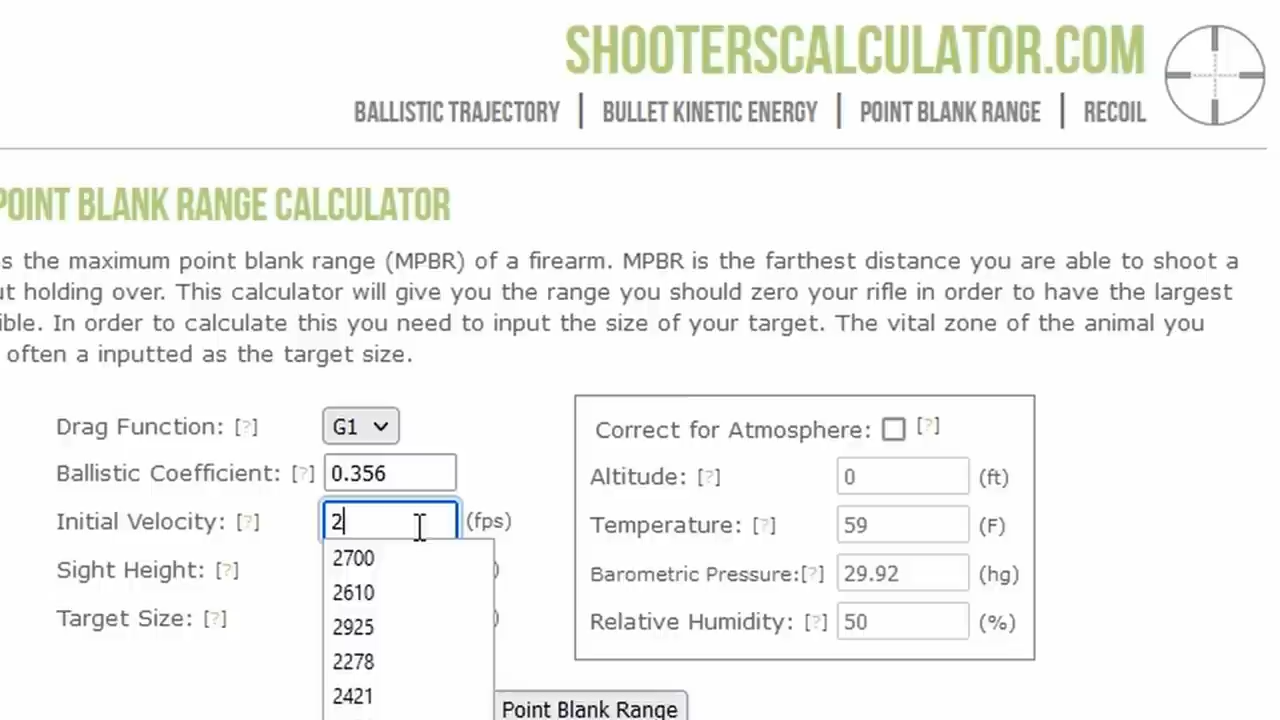 SHOOTERSCALCULATOR.COM
BALLISTIC TRAJECTORY | BULLET KINETIC ENERGY | POINT BLANK RANGE | RECOIL
POINT BLANK RANGE CALCULATOR
s the maximum point blank range (MPBR) of a firearm. MPBR is the farthest distance you are able to shoot a
ut holding over. This calculator will give you the range you should zero your rifle in order to have the largest
ible. In order to calculate this you need to input the size of your target. The vital zone of the animal you
often a inputted as the target size.
Drag Function: [?] G1
Ballistic Coefficient: [?] 0.356
Initial Velocity: [?] 2 (fps)
2700
2610
2925
2278
2421
Sight Height: [?] )
Target Size: [?] )
Correct for Atmosphere: [?]
Altitude: [?] 0 (ft)
Temperature: [?] 59 (F)
Barometric Pressure:[?] 29.92 (hg)
Relative Humidity: [?] 50 (%)
Point Blank Range